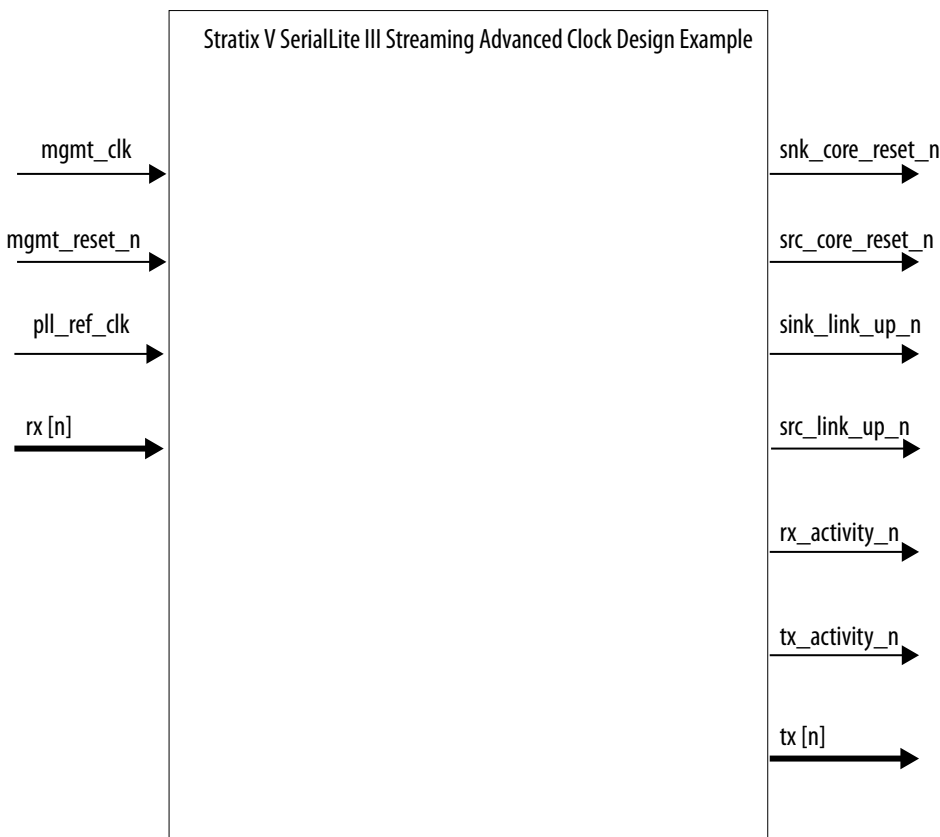 Stratix V SerialLite III Streaming Advanced Clock Design Example
mgmt_clk
mgmt_reset_n
pll_ref_clk
rx [n]
snk_core_reset_n
src_core_reset_n
sink_link_up_n
src_link_up_n
rx_activity_n
tx_activity_n
tx [n]